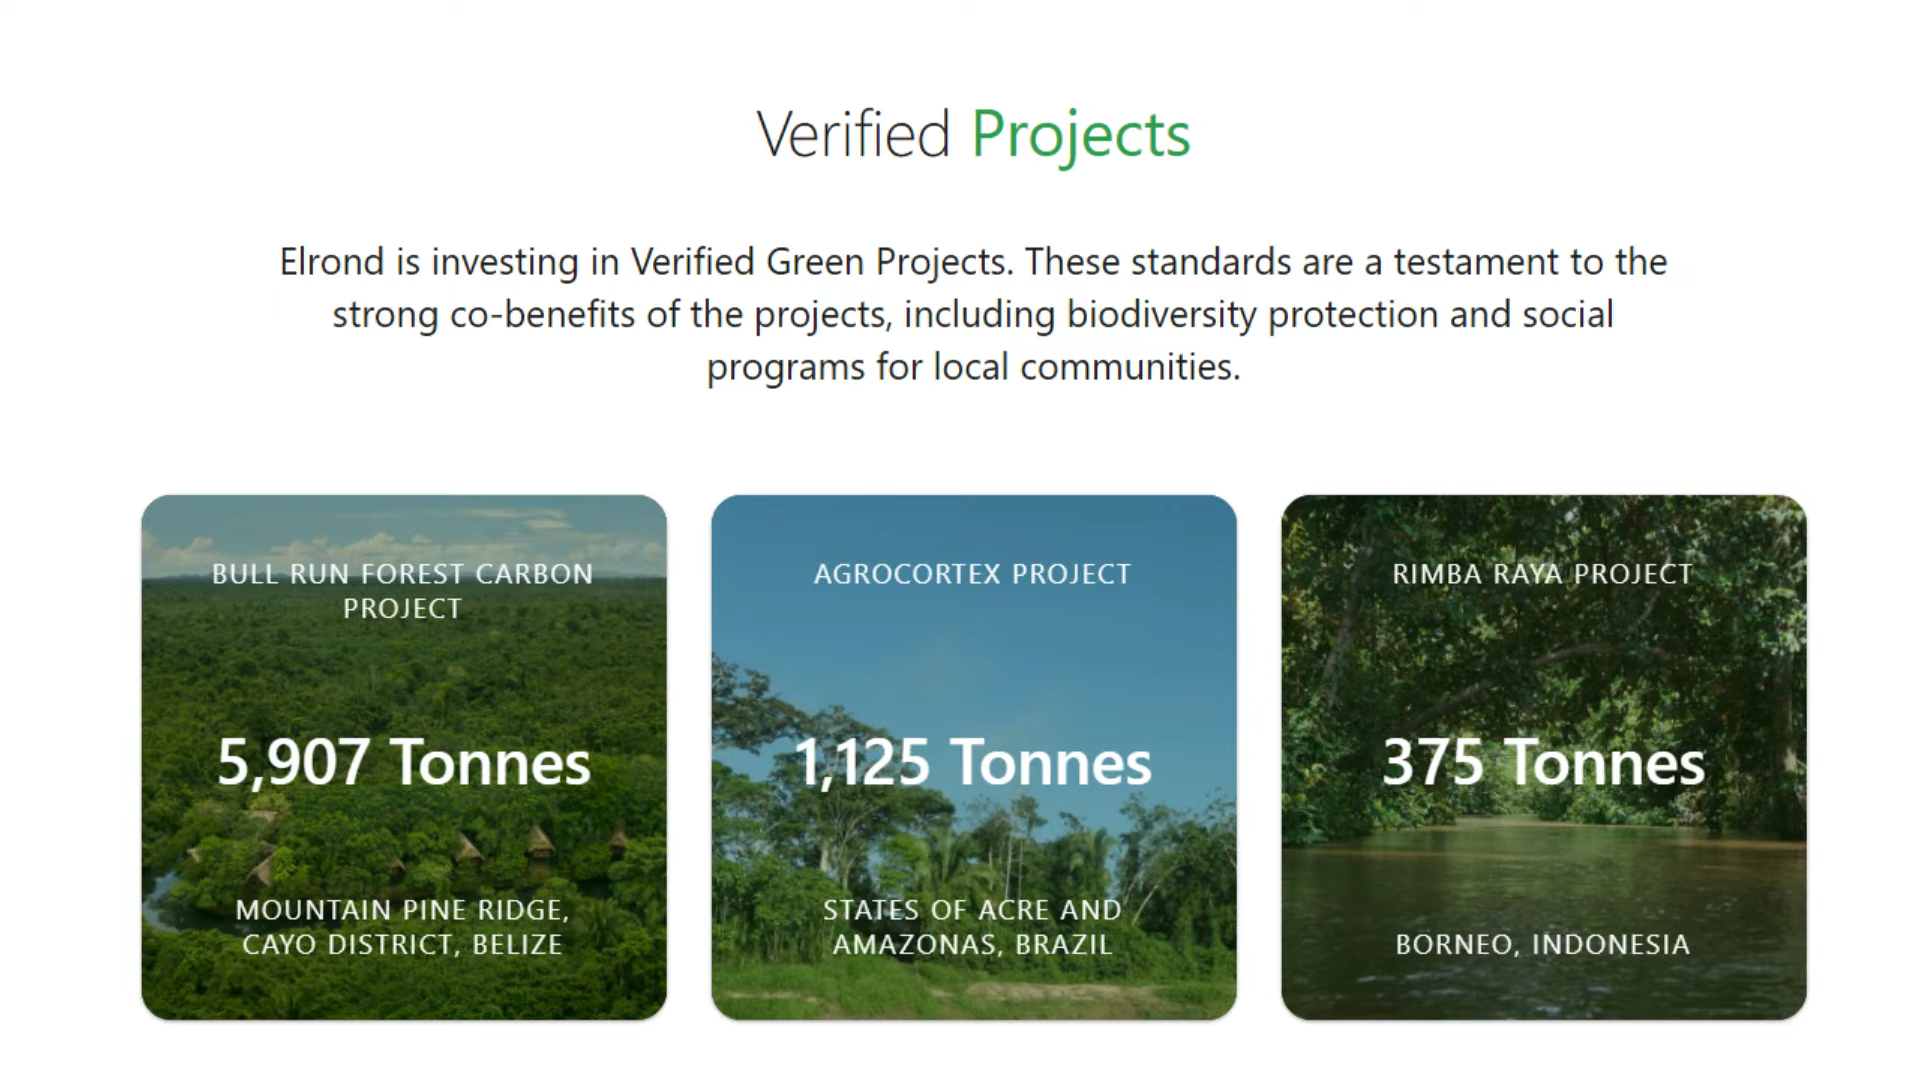 Verified Projects
Elrond is investing in Verified Green Projects. These standards are a testament to the
strong co-benefits of the projects, including biodiversity protection and social
programs for local communities.
BULL RUN FOREST CARBON
PROJECT
5,907 Tonnes
MOUNTAIN PINE RIDGE,
CAYO DISTRICT, BELIZE
AGROCORTEX PROJECT
1,125 Tonnes
STATES OF ACRE AND
AMAZONAS, BRAZIL
RIMBA RAYA PROJECT
375 Tonnes
BORNEO, INDONESIA